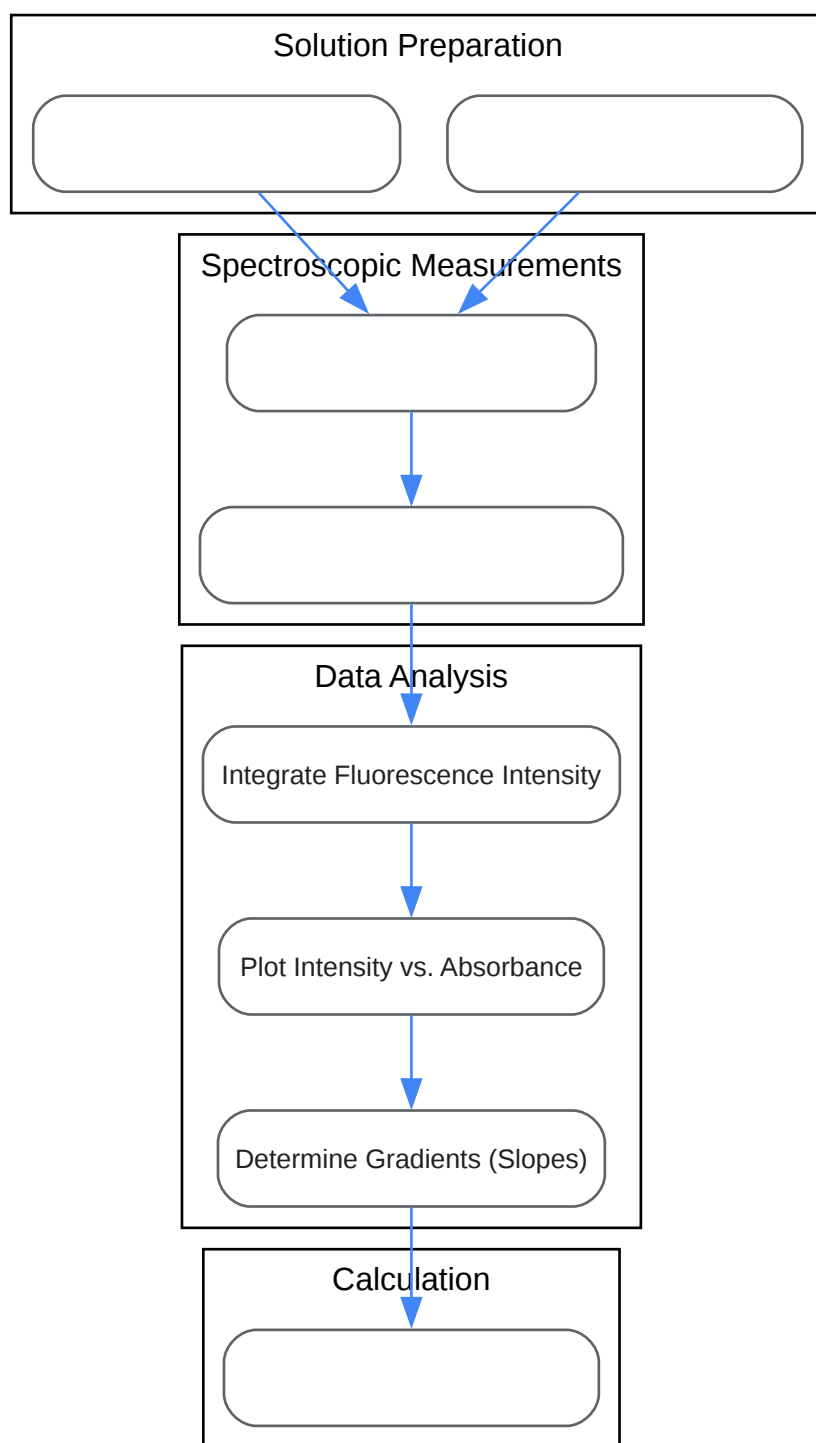 Solution Preparation
Spectroscopic Measurements
Data Analysis
Integrate Fluorescence Intensity
Plot Intensity vs. Absorbance
Determine Gradients (Slopes)
Calculation